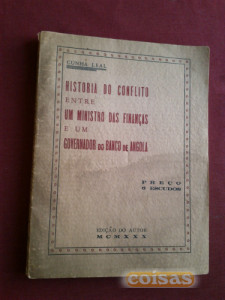 CUNHA LEAL
HISTORIA DO CONFLITO
ENTRE
UM MINISTRO DAS FINANÇAS
E UM
GOVERNADOR DO BANCO DE ANGOLA
PREÇO
9 ESCUDOS
EDIÇÃO DO AUTOR
MCMXXX
coisas